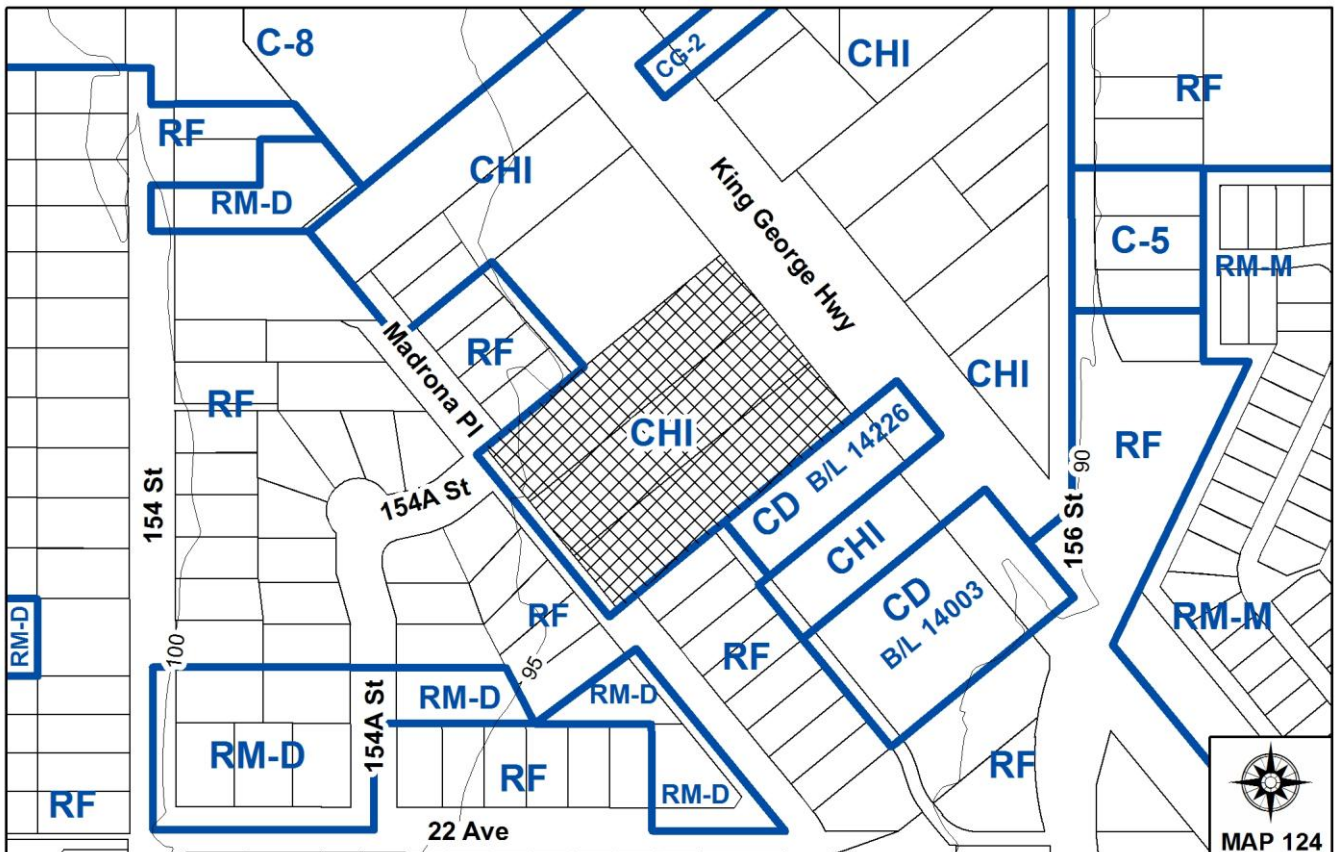 C-8
CG-2
CHI
RF
RF
CHI
King George Hwy
RM-D
C-5
RM-M
Madrona Pl
RF
CHI
RF
CHI
RF
B/L 14226
CD
154A St
154 St
156 St
90
CHI
CD
B/L 14003
RM-D
RF
RM-M
100
95
RF
RM-D
RM-D
154A St
RM-D
RF
RF
RM-D
RF
22 Ave
MAP 124